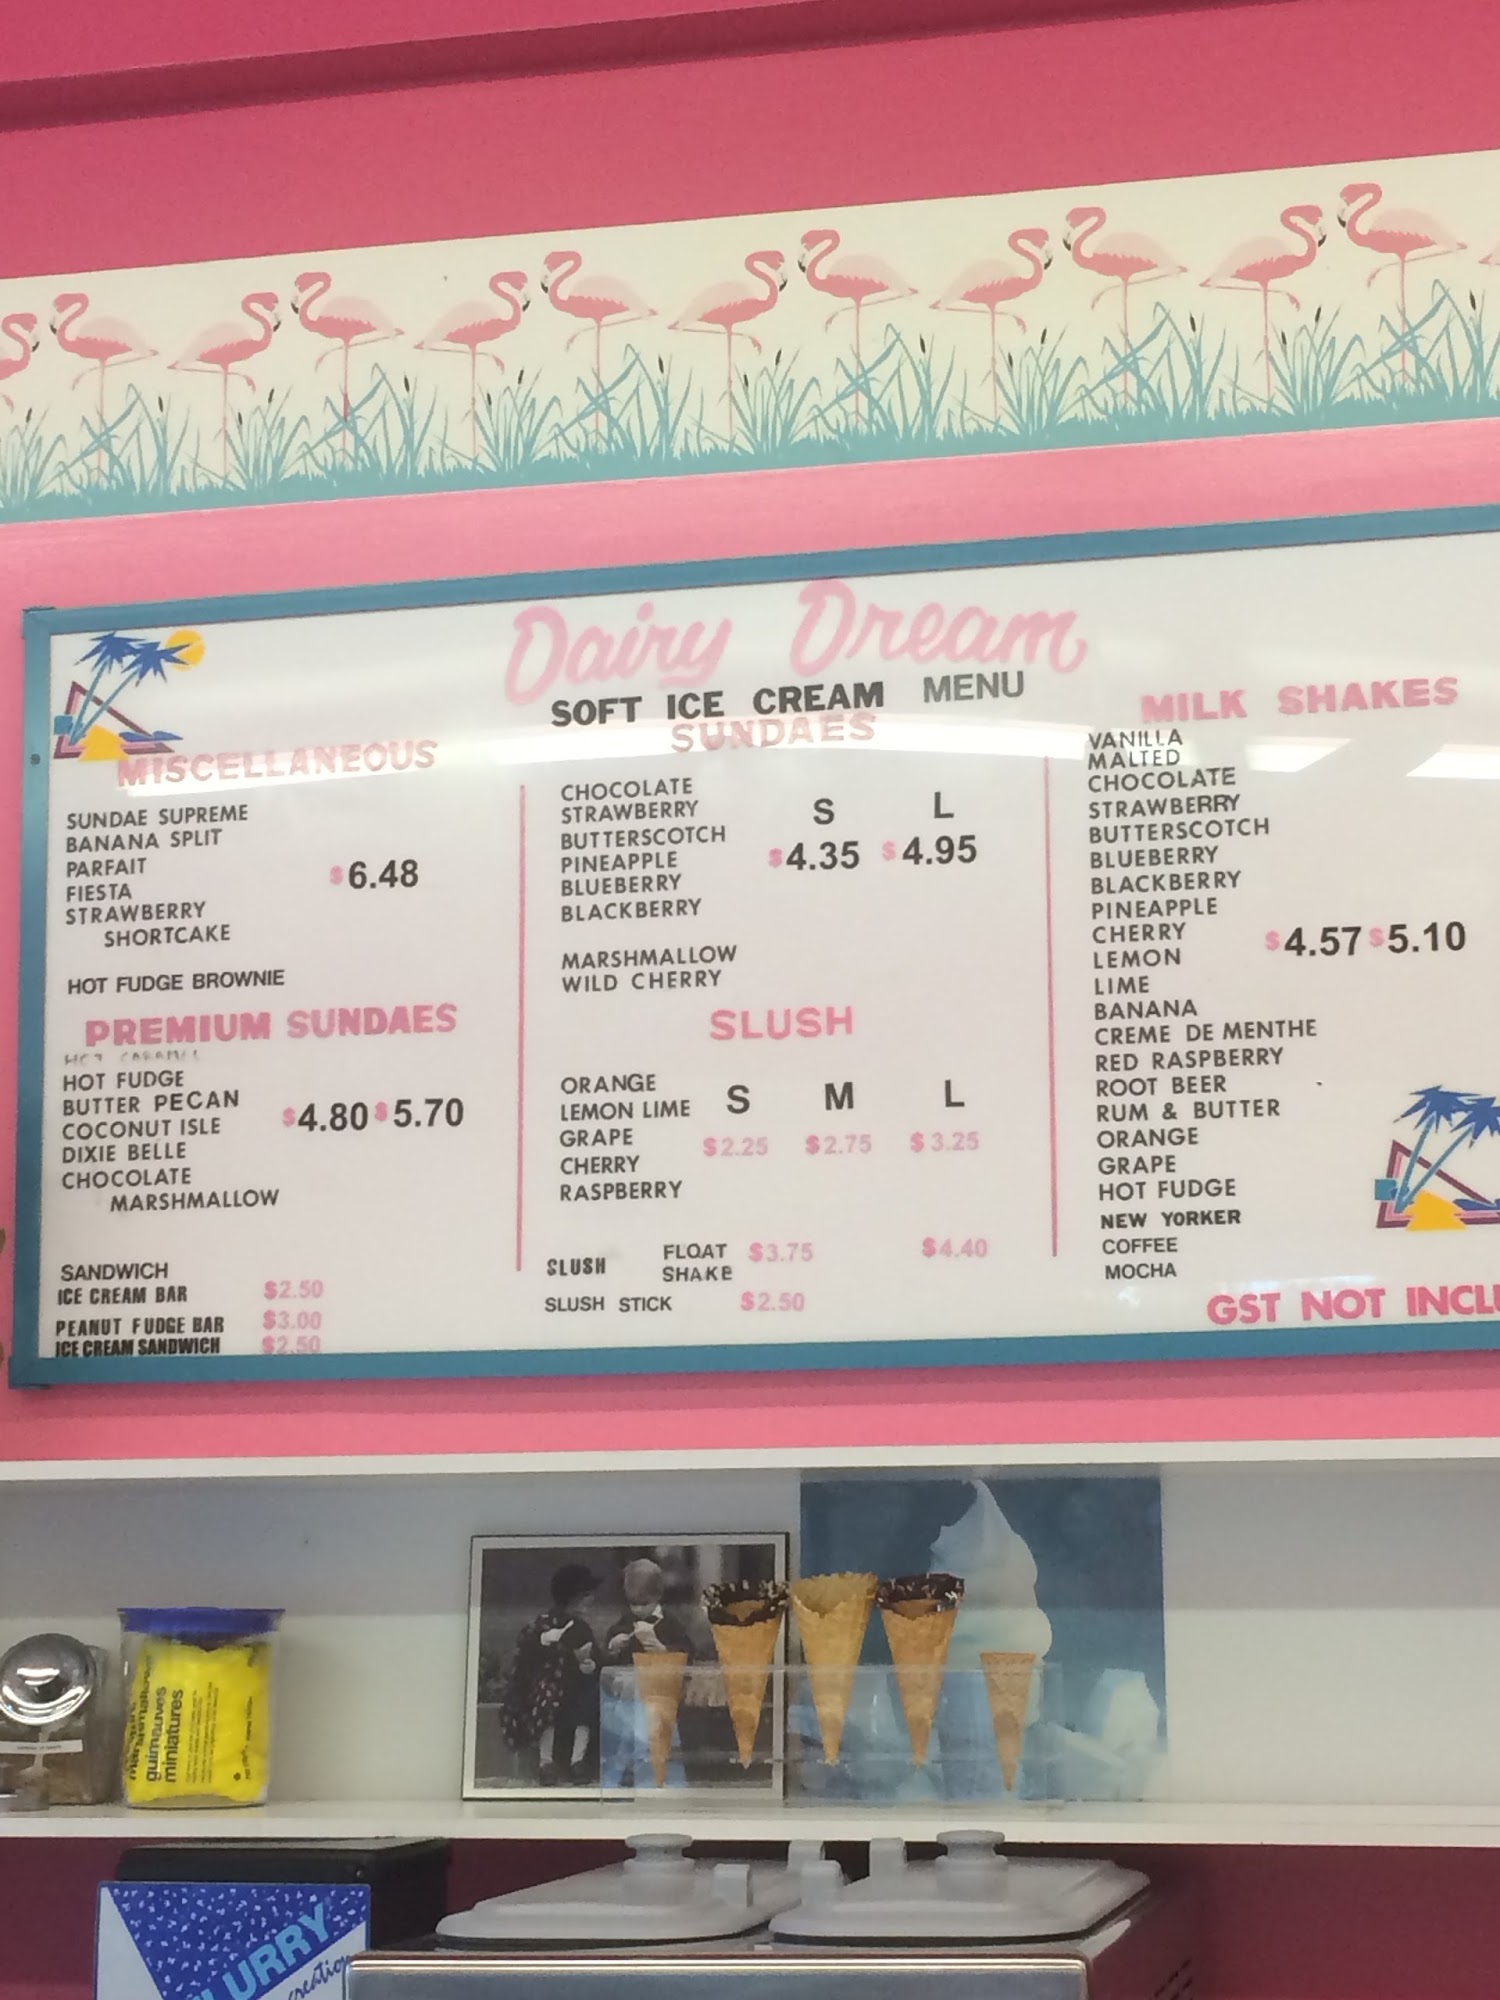 Dairy Dream
SOFT ICE CREAM MENU
MISCELLANEOUS
SUNDAE SUPREME
BANANA SPLIT
PARFAIT
FIESTA
STRAWBERRY
SHORTCAKE
$6.48
HOT FUDGE BROWNIE
PREMIUM SUNDAES
HOT CARAMEL
HOT FUDGE
BUTTER PECAN
COCONUT ISLE
DIXIE BELLE
CHOCOLATE
MARSHMALLOW
$4.80 $5.70
SANDWICH
ICE CREAM BAR $2.50
PEANUT FUDGE BAR $3.00
ICE CREAM SANDWICH $2.50
SUNDAES
CHOCOLATE
STRAWBERRY
BUTTERSCOTCH
PINEAPPLE
BLUEBERRY
BLACKBERRY
S L
$4.35 $4.95
MARSHMALLOW
WILD CHERRY
SLUSH
ORANGE
LEMON LIME
GRAPE
CHERRY
RASPBERRY
S M L
$2.25 $2.75 $3.25
SLUSH FLOAT $3.75 $4.40
SHAKE
SLUSH STICK $2.50
MILK SHAKES
VANILLA
MALTED
CHOCOLATE
STRAWBERRY
BUTTERSCOTCH
BLUEBERRY
BLACKBERRY
PINEAPPLE
CHERRY
LEMON
LIME
BANANA
CREME DE MENTHE
RED RASPBERRY
ROOT BEER
RUM & BUTTER
ORANGE
GRAPE
HOT FUDGE
NEW YORKER
COFFEE
MOCHA
$4.57 $5.10
GST NOT INCLU
guimauves
miniatures
LURRY
creation